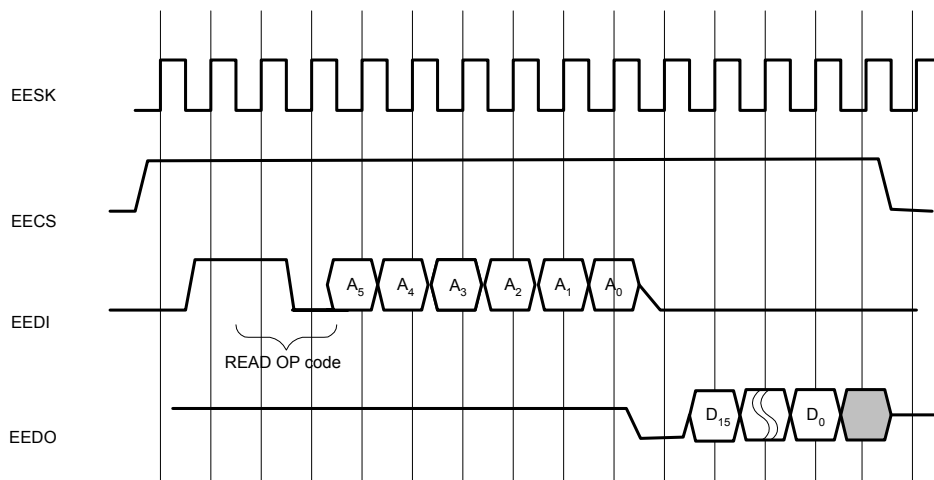 EESK
EECS
EEDI
A5 A4 A3 A2 A1 A0
READ OP code
EEDO
D15 D0